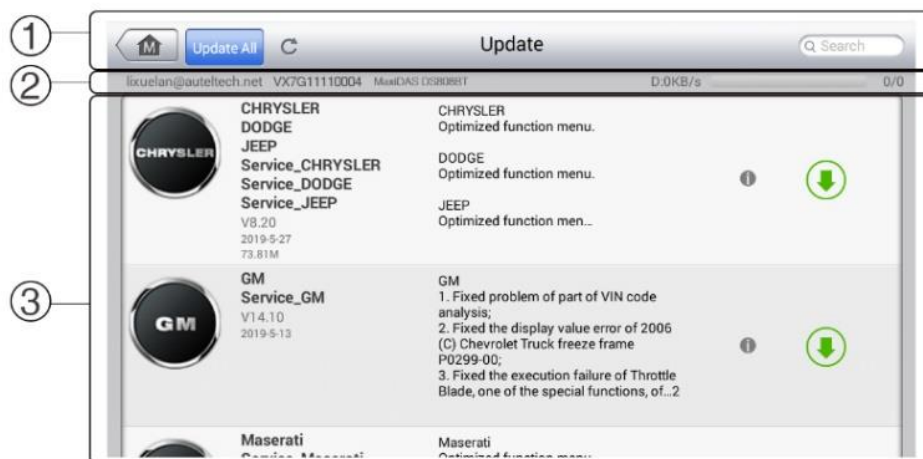 ① Update All Update Search
② lixuelan@auteltech.net VX7G11110004 MaxiDAS DS808BT D:0KB/s 0/0
③
CHRYSLER
CHRYSLER
DODGE
JEEP
Service_CHRYSLER
Service_DODGE
Service_JEEP
V8.20
2019-5-27
73.81M
CHRYSLER
Optimized function menu.
DODGE
Optimized function menu.
JEEP
Optimized function men...
GM
GM
Service_GM
V14.10
2019-5-13
GM
1. Fixed problem of part of VIN code
analysis;
2. Fixed the display value error of 2006
(C) Chevrolet Truck freeze frame
P0299-00;
3. Fixed the execution failure of Throttle
Blade, one of the special functions, of...2
Maserati
Service_Maserati
Maserati
Optimized function menu.